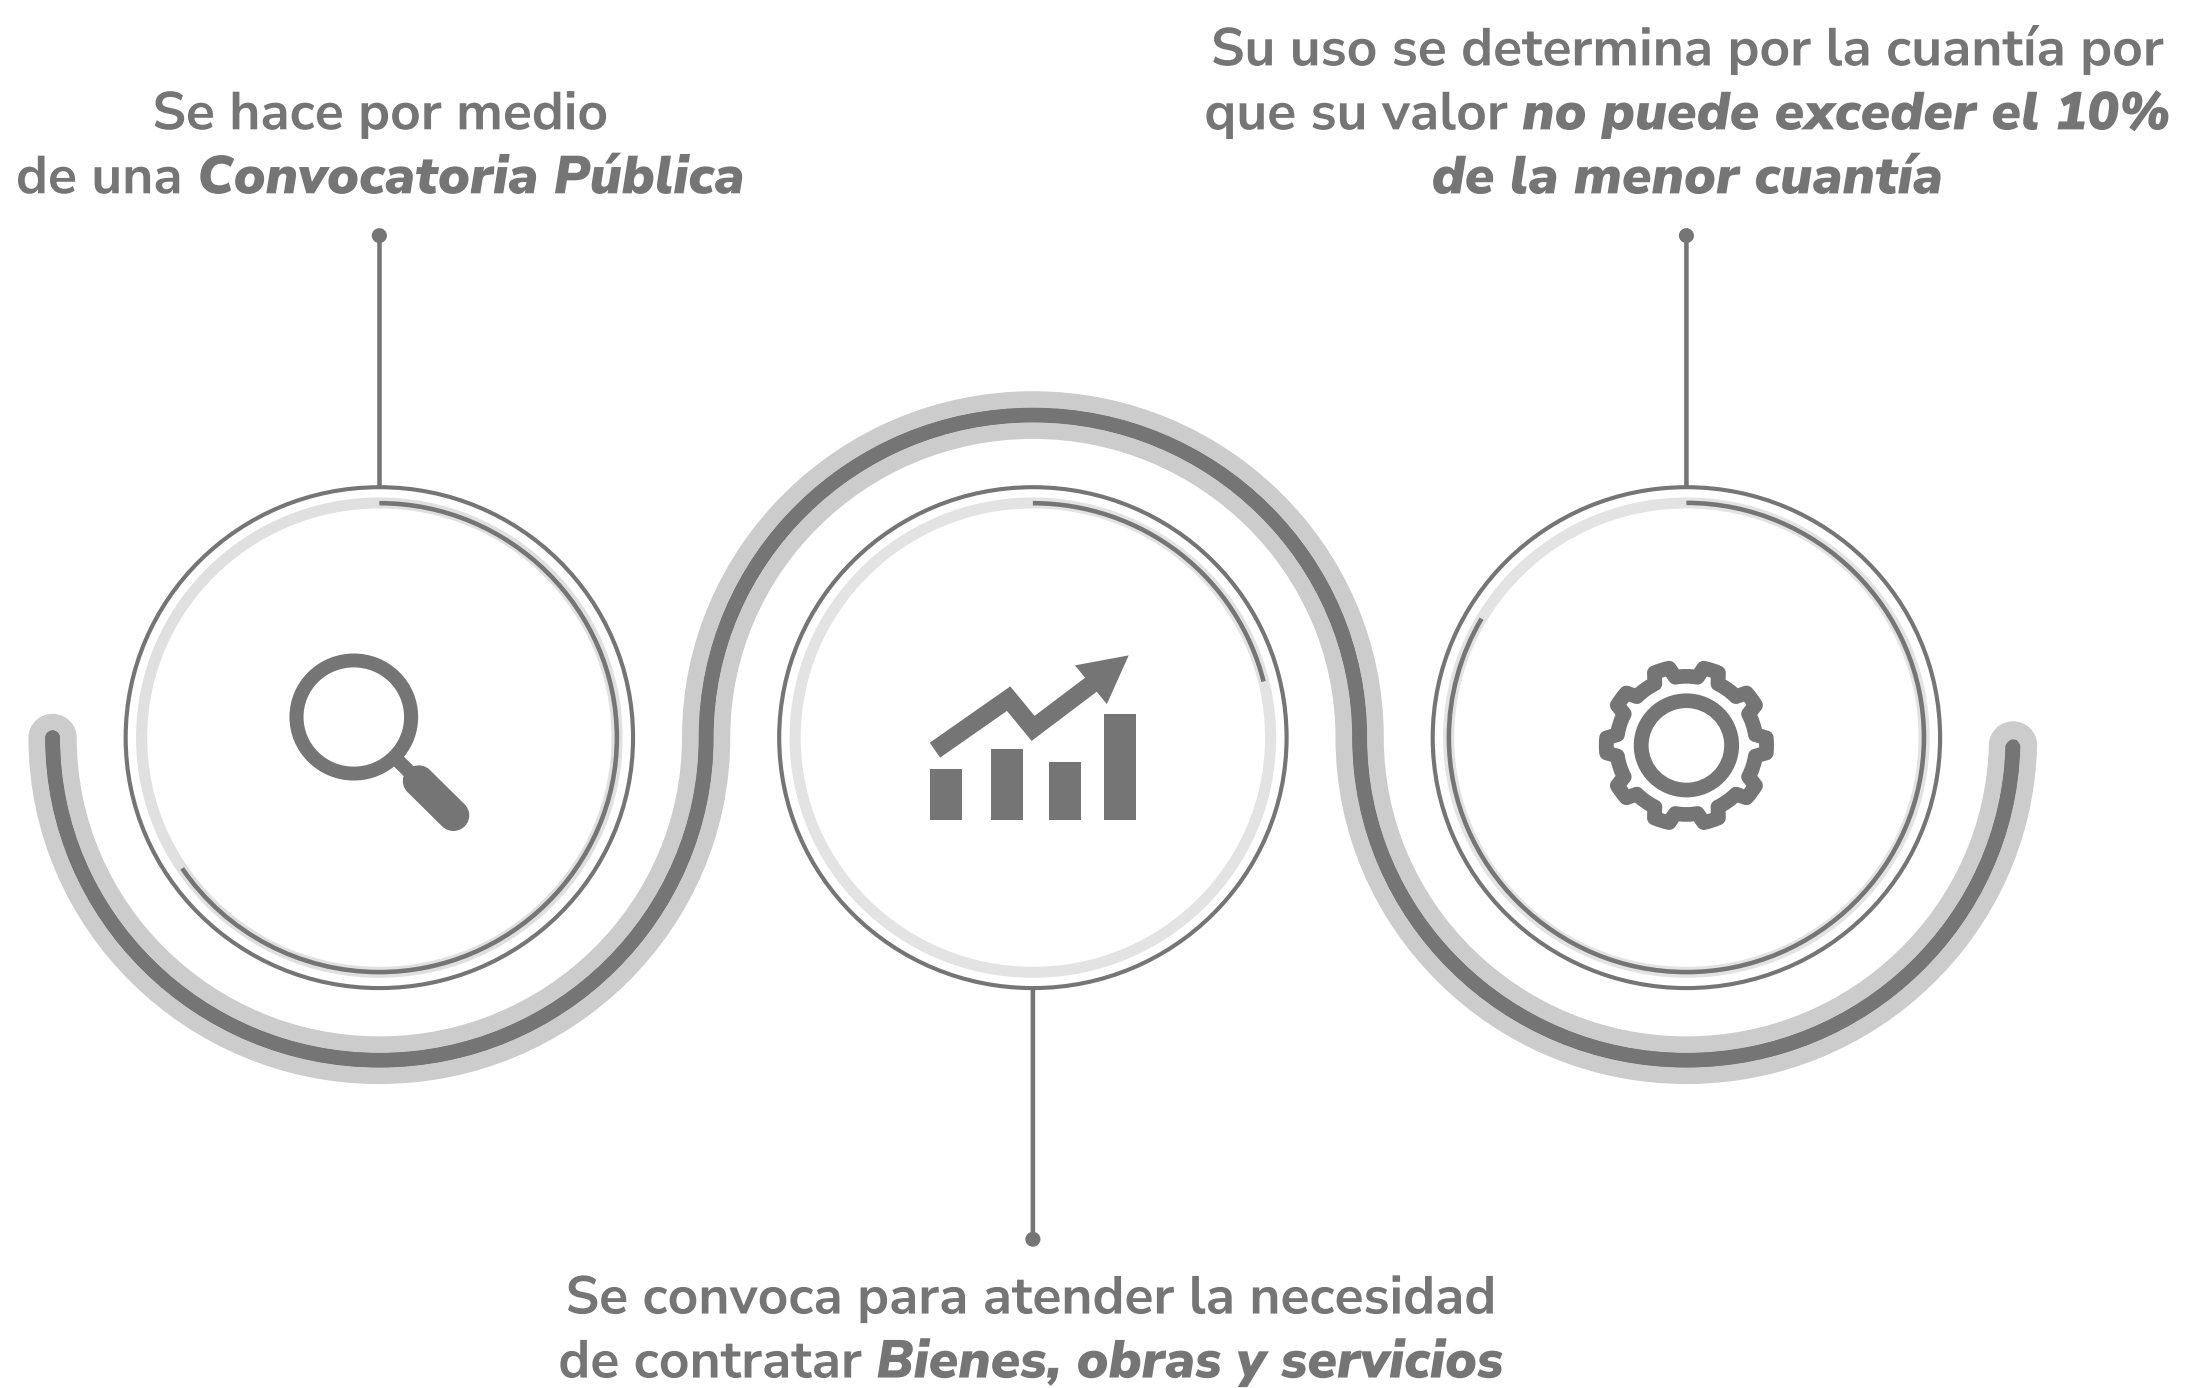 Se hace por medio
de una Convocatoria Pública
Su uso se determina por la cuantía por
que su valor no puede exceder el 10%
de la menor cuantía
Se convoca para atender la necesidad
de contratar Bienes, obras y servicios